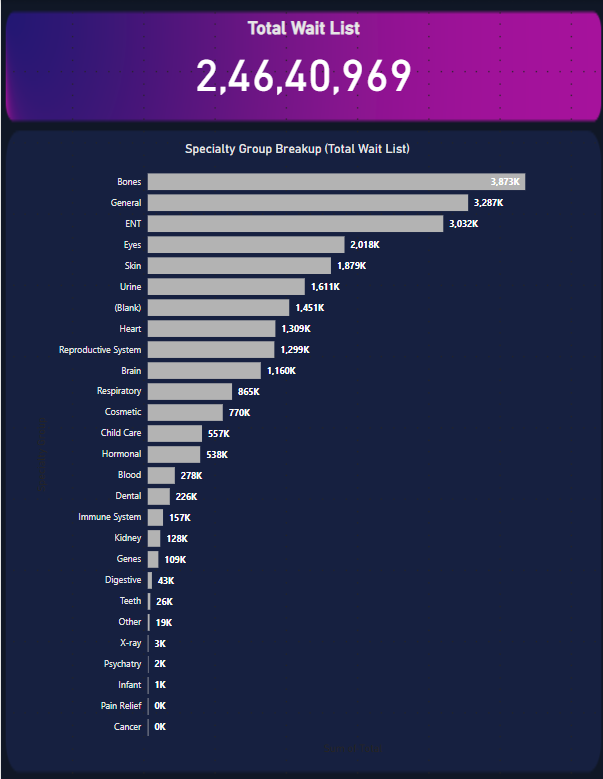 Total Wait List
2,46,40,969
Specialty Group Breakup (Total Wait List)
Bones 3,873K
General 3,287K
ENT 3,032K
Eyes 2,018K
Skin 1,879K
Urine 1,611K
(Blank) 1,451K
Heart 1,309K
Reproductive System 1,299K
Brain 1,160K
Respiratory 865K
Cosmetic 770K
Child Care 557K
Hormonal 538K
Blood 278K
Dental 226K
Immune System 157K
Kidney 128K
Genes 109K
Digestive 43K
Teeth 26K
Other 19K
X-ray 3K
Psychatry 2K
Infant 1K
Pain Relief 0K
Cancer 0K